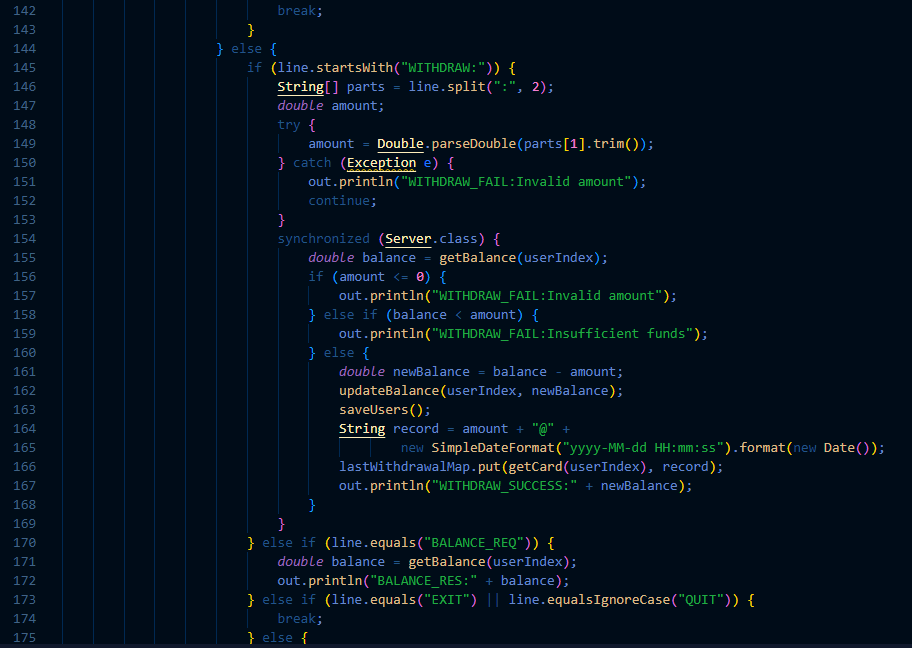 142 break;
143 }
144 } else {
145 if (line.startsWith("WITHDRAW:")) {
146 String[] parts = line.split(":", 2);
147 double amount;
148 try {
149 amount = Double.parseDouble(parts[1].trim());
150 } catch (Exception e) {
151 out.println("WITHDRAW_FAIL:Invalid amount");
152 continue;
153 }
154 synchronized (Server.class) {
155 double balance = getBalance(userIndex);
156 if (amount <= 0) {
157 out.println("WITHDRAW_FAIL:Invalid amount");
158 } else if (balance < amount) {
159 out.println("WITHDRAW_FAIL:Insufficient funds");
160 } else {
161 double newBalance = balance - amount;
162 updateBalance(userIndex, newBalance);
163 saveUsers();
164 String record = amount + "@" +
165 new SimpleDateFormat("yyyy-MM-dd HH:mm:ss").format(new Date());
166 lastWithdrawalMap.put(getCard(userIndex), record);
167 out.println("WITHDRAW_SUCCESS:" + newBalance);
168 }
169 }
170 } else if (line.equals("BALANCE_REQ")) {
171 double balance = getBalance(userIndex);
172 out.println("BALANCE_RES:" + balance);
173 } else if (line.equals("EXIT") || line.equalsIgnoreCase("QUIT")) {
174 break;
175 } else {